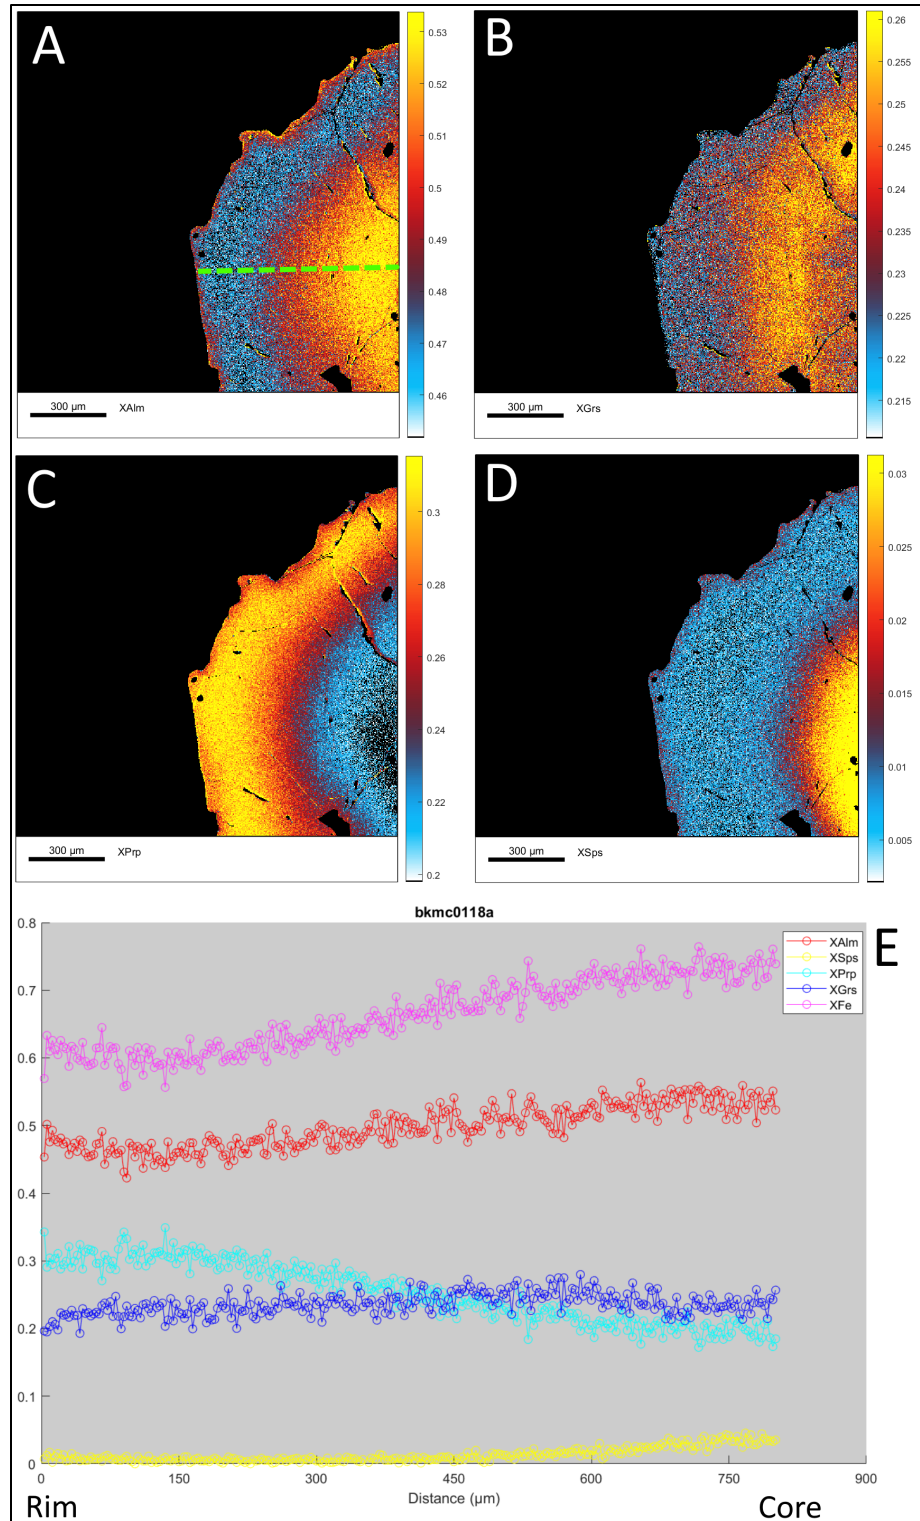 A
0.53
0.52
0.51
0.5
0.49
0.48
0.47
0.46
300 µm
XAlm
B
0.26
0.255
0.25
0.245
0.24
0.235
0.23
0.225
0.22
0.215
300 µm
XGrs
C
0.3
0.28
0.26
0.24
0.22
0.2
300 µm
XPrp
D
0.03
0.025
0.02
0.015
0.01
0.005
300 µm
XSps
bkmc0118a
E
XAlm
XSps
XPrp
XGrs
XFe
0.8
0.7
0.6
0.5
0.4
0.3
0.2
0.1
0
0 150 300 450 600 750 900
Distance (µm)
Rim
Core